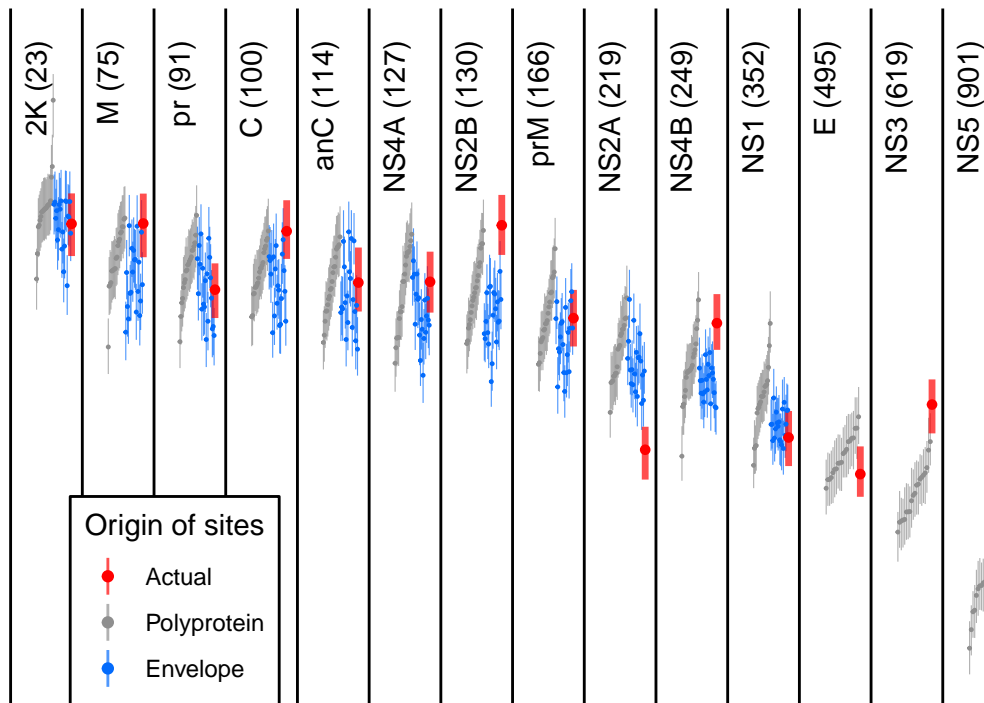 2K (23)
M (75)
pr (91)
C (100)
anC (114)
NS4A (127)
NS2B (130)
prM (166)
NS2A (219)
NS4B (249)
NS1 (352)
E (495)
NS3 (619)
NS5 (901)
Origin of sites
Actual
Polyprotein
Envelope